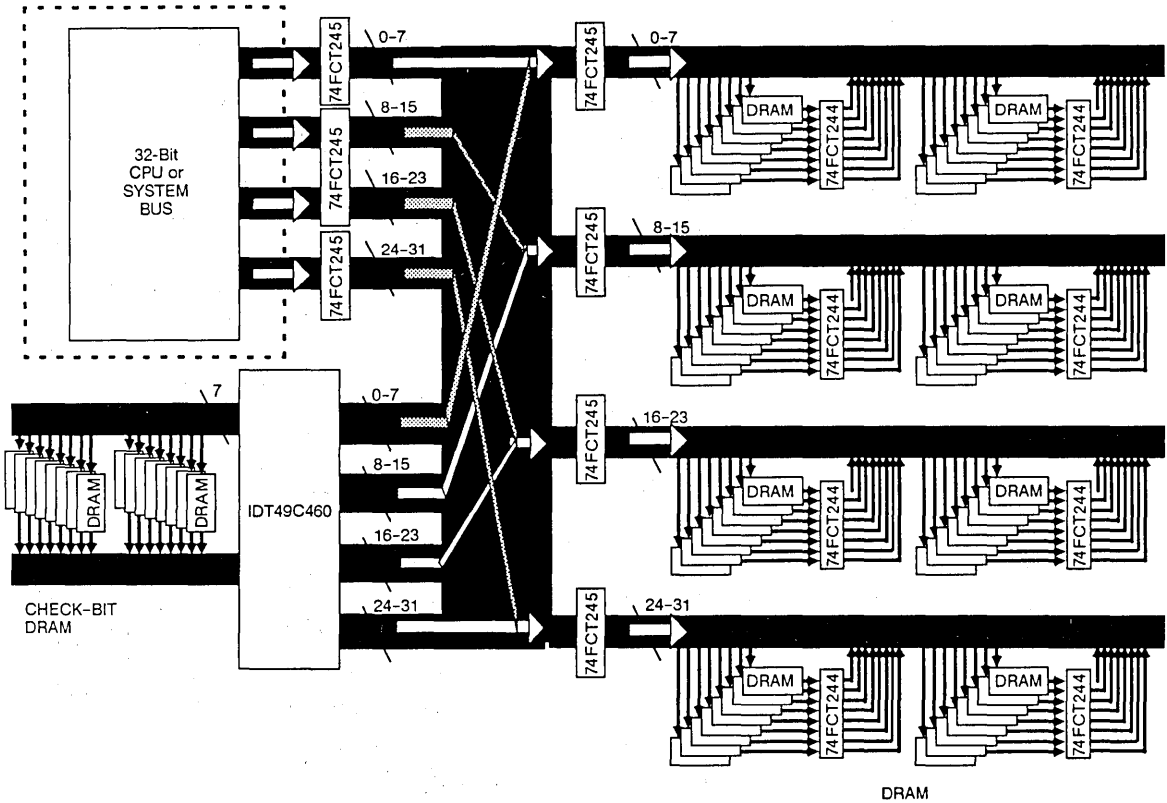 32-Bit
CPU or
SYSTEM
BUS
74FCT245
74FCT245
74FCT245
0-7
8-15
16-23
24-31
74FCT245
0-7
DRAM
74FCT244
DRAM
74FCT244
74FCT245
8-15
DRAM
74FCT244
DRAM
74FCT244
74FCT245
16-23
DRAM
74FCT244
DRAM
74FCT244
74FCT245
24-31
DRAM
74FCT244
DRAM
74FCT244
7
DRAM
DRAM
IDT49C460
0-7
8-15
16-23
24-31
CHECK-BIT
DRAM
DRAM